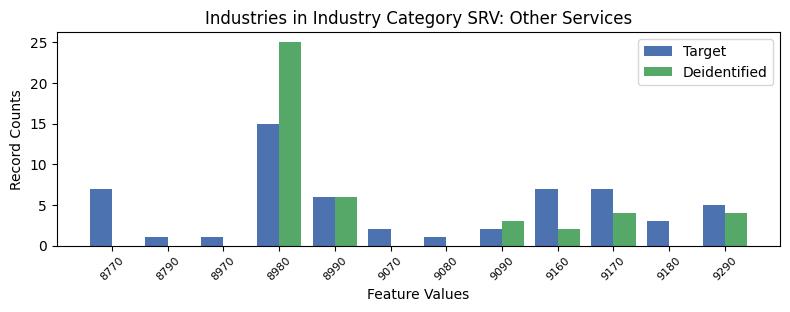 Industries in Industry Category SRV: Other Services
Record Counts
25
20
15
10
5
0
Target
Deidentified
8770 8790 8970 8980 8990 9070 9080 9090 9160 9170 9180 9290
Feature Values